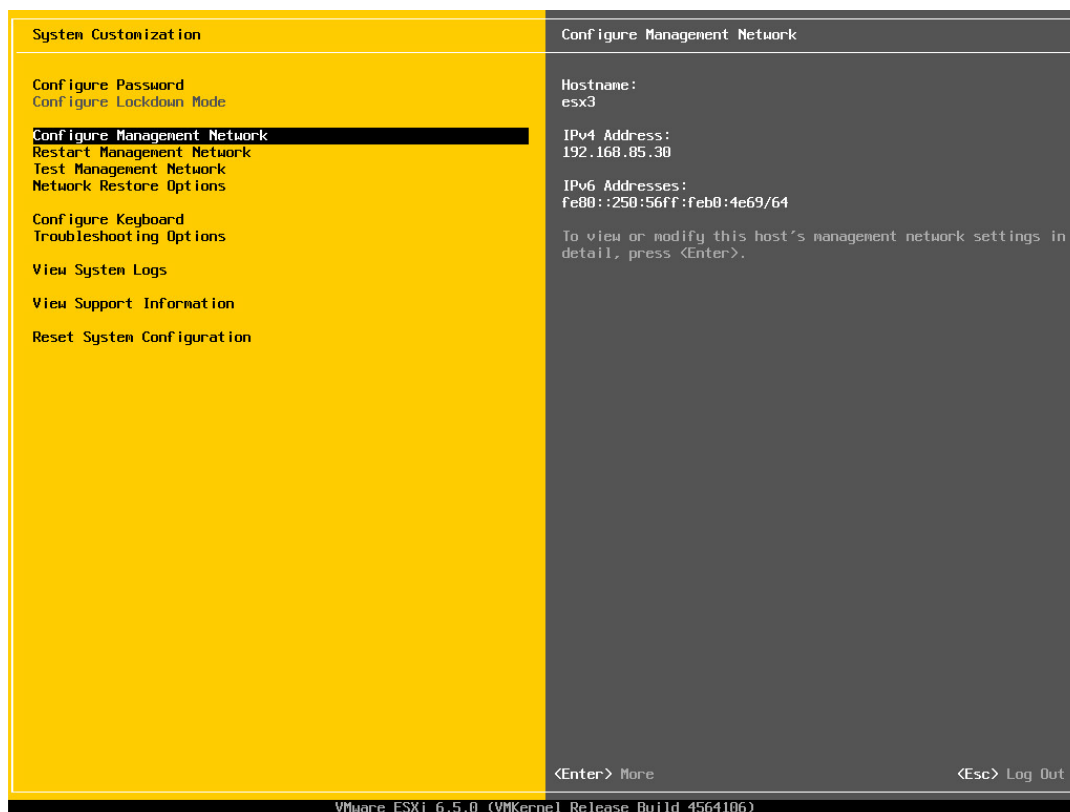 System Customization
Configure Password
Configure Lockdown Mode
Configure Management Network
Restart Management Network
Test Management Network
Network Restore Options
Configure Keyboard
Troubleshooting Options
View System Logs
View Support Information
Reset System Configuration
Configure Management Network
Hostname:
esx3
IPv4 Address:
192.168.85.30
IPv6 Addresses:
fe80::250:56ff:feb0:4e69/64
To view or modify this host's management network settings in
detail, press <Enter>.
<Enter> More
<Esc> Log Out
VMware ESXi 6.5.0 (VMKernel Release Build 4564106)